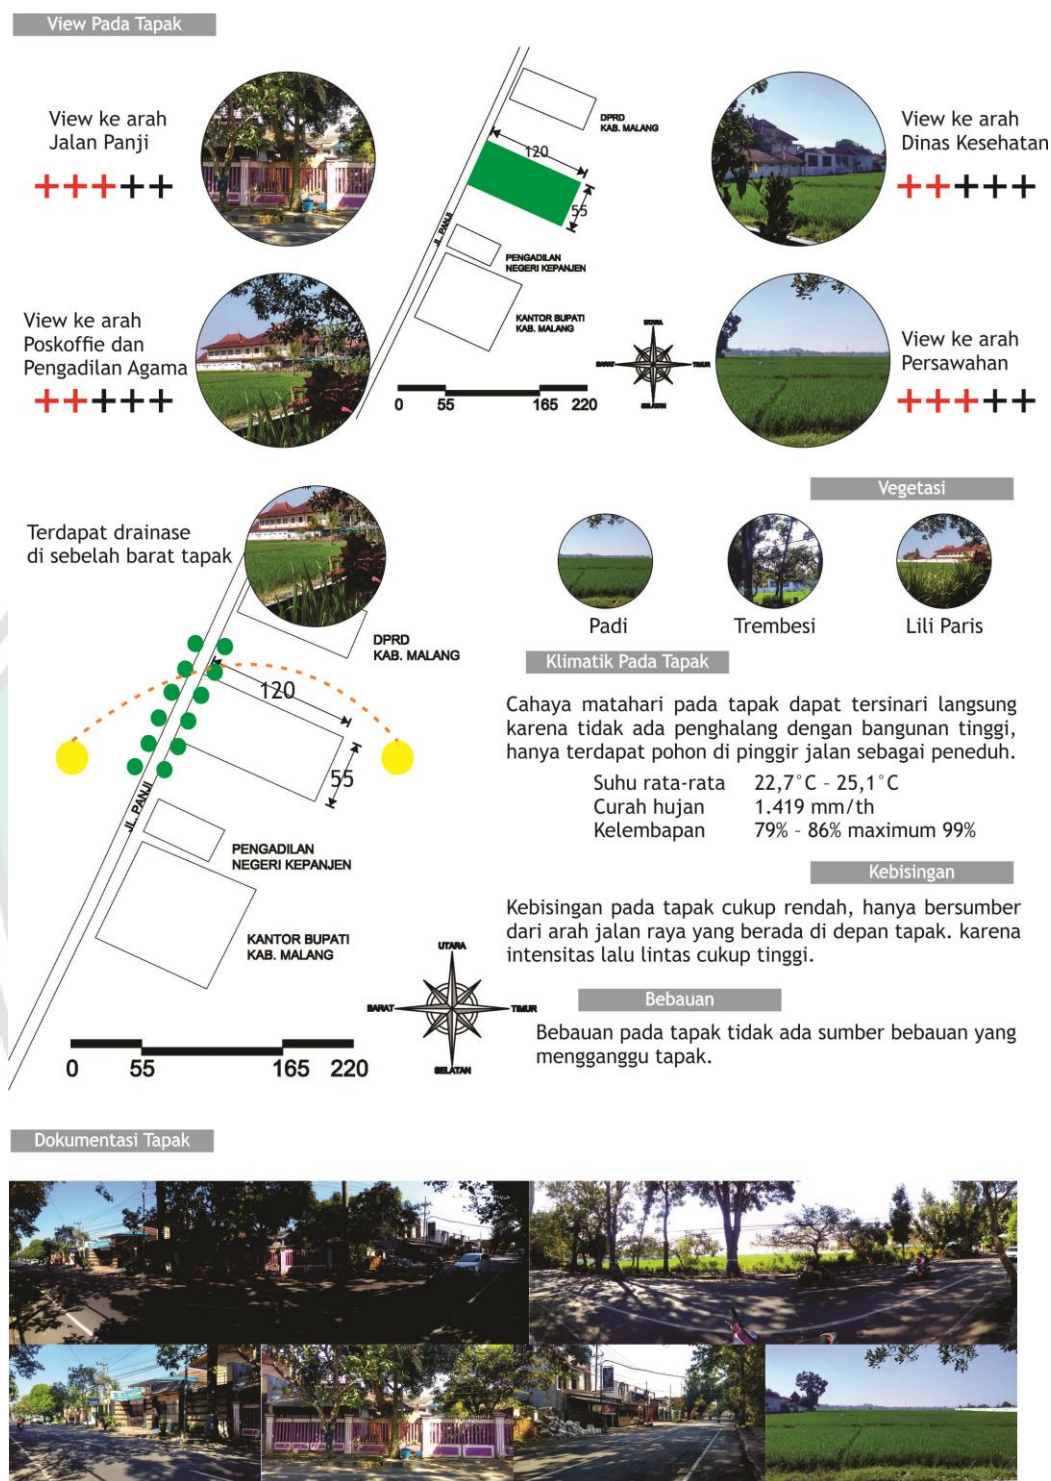 View Pada Tapak
View ke arah
Jalan Panji
+++++
DPRD
KAB. MALANG
120
55
JL. PANJI
PENGADILAN
NEGERI KEPANJEN
KANTOR BUPATI
KAB. MALANG
View ke arah
Dinas Kesehatan
+++++
View ke arah
Poskoffie dan
Pengadilan Agama
+++++
0 55 165 220
UTARA
BARAT
TIMUR
SELATAN
View ke arah
Persawahan
+++++
Terdapat drainase
di sebelah barat tapak
DPRD
KAB. MALANG
120
55
JL. PANJI
PENGADILAN
NEGERI KEPANJEN
KANTOR BUPATI
KAB. MALANG
UTARA
BARAT
TIMUR
SELATAN
0 55 165 220
Vegetasi
Padi
Trembesi
Lili Paris
Klimatik Pada Tapak
Cahaya matahari pada tapak dapat tersinari langsung
karena tidak ada penghalang dengan bangunan tinggi,
hanya terdapat pohon di pinggir jalan sebagai peneduh.
Suhu rata-rata 22,7°C - 25,1°C
Curah hujan 1.419 mm/th
Kelembapan 79% - 86% maximum 99%
Kebisingan
Kebisingan pada tapak cukup rendah, hanya bersumber
dari arah jalan raya yang berada di depan tapak. karena
intensitas lalu lintas cukup tinggi.
Bebauan
Bebauan pada tapak tidak ada sumber bebauan yang
mengganggu tapak.
Dokumentasi Tapak